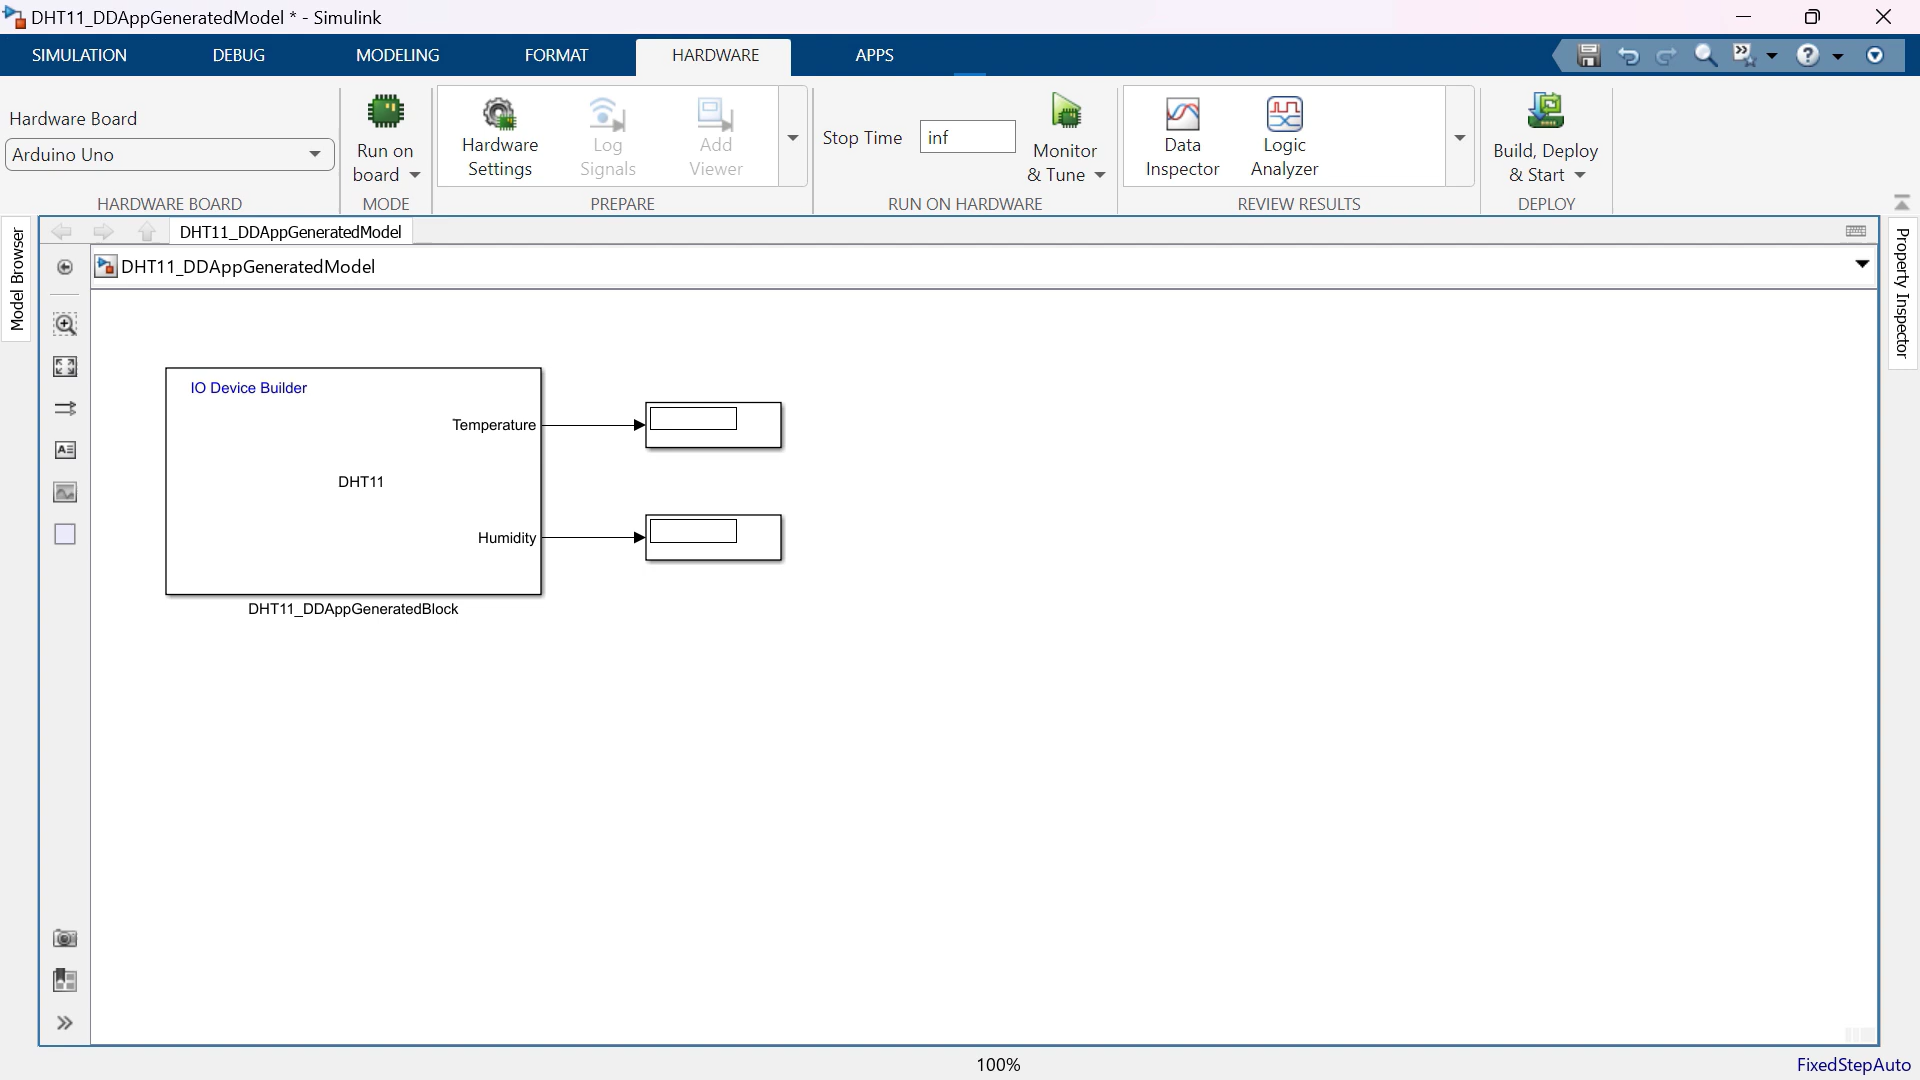 DHT11_DDAppGeneratedModel * - Simulink
SIMULATION DEBUG MODELING FORMAT HARDWARE APPS
Hardware Board
Arduino Uno
HARDWARE BOARD
Run on
board
MODE
Hardware
Settings
Log
Signals
Add
Viewer
PREPARE
Stop Time inf
Monitor
& Tune
RUN ON HARDWARE
Data
Inspector
Logic
Analyzer
REVIEW RESULTS
Build, Deploy
& Start
DEPLOY
Model Browser
DHT11_DDAppGeneratedModel
DHT11_DDAppGeneratedModel
Property Inspector
IO Device Builder
Temperature
DHT11
Humidity
DHT11_DDAppGeneratedBlock
100%
FixedStepAuto